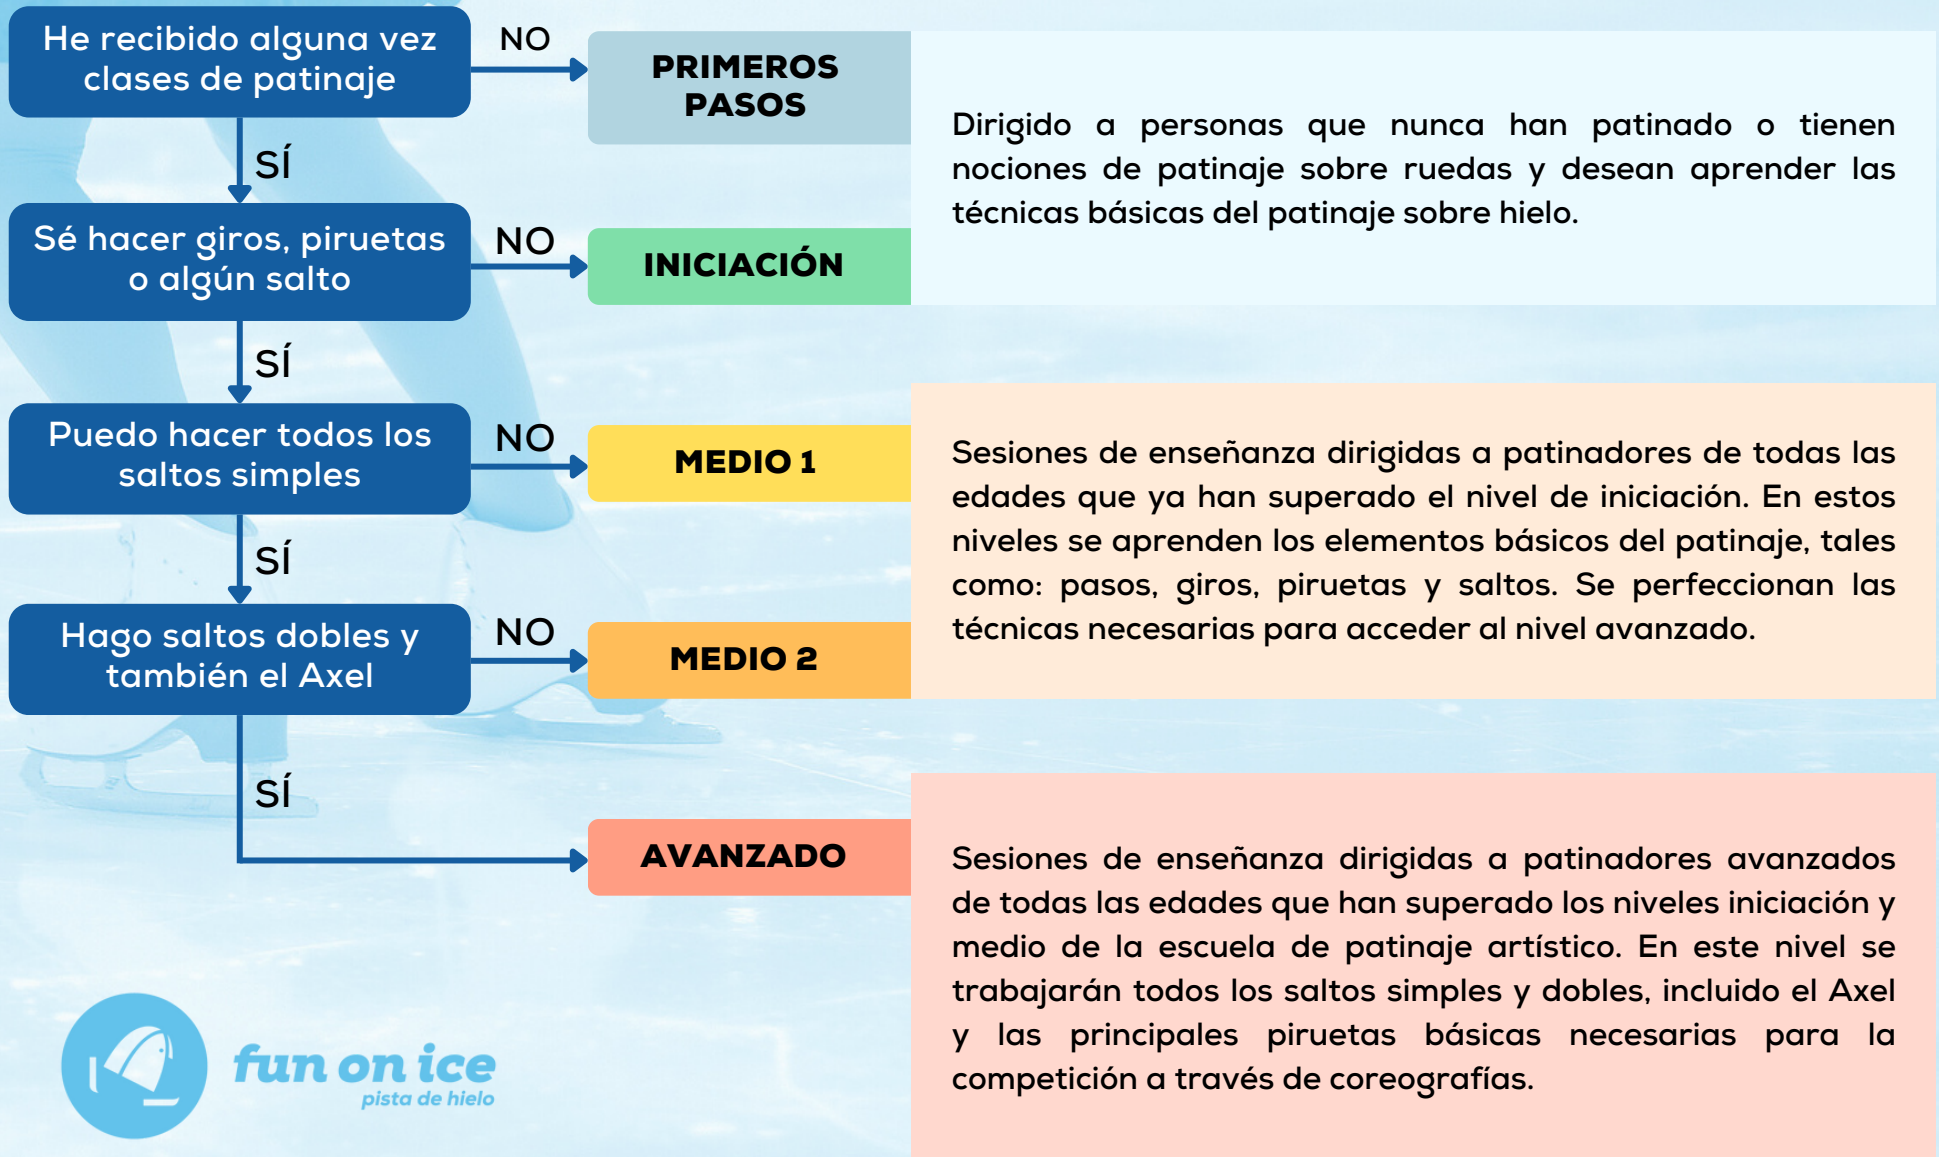 He recibido alguna vez
clases de patinaje
NO
PRIMEROS
PASOS
Dirigido a personas que nunca han patinado o tienen
nociones de patinaje sobre ruedas y desean aprender las
técnicas básicas del patinaje sobre hielo.
SÍ
Sé hacer giros, piruetas
o algún salto
NO
INICIACIÓN
SÍ
Puedo hacer todos los
saltos simples
NO
MEDIO 1
Sesiones de enseñanza dirigidas a patinadores de todas las
edades que ya han superado el nivel de iniciación. En estos
niveles se aprenden los elementos básicos del patinaje, tales
como: pasos, giros, piruetas y saltos. Se perfeccionan las
técnicas necesarias para acceder al nivel avanzado.
SÍ
Hago saltos dobles y
también el Axel
NO
MEDIO 2
SÍ
AVANZADO
Sesiones de enseñanza dirigidas a patinadores avanzados
de todas las edades que han superado los niveles iniciación y
medio de la escuela de patinaje artístico. En este nivel se
trabajarán todos los saltos simples y dobles, incluido el Axel
y las principales piruetas básicas necesarias para la
competición a través de coreografías.
fun on ice
pista de hielo